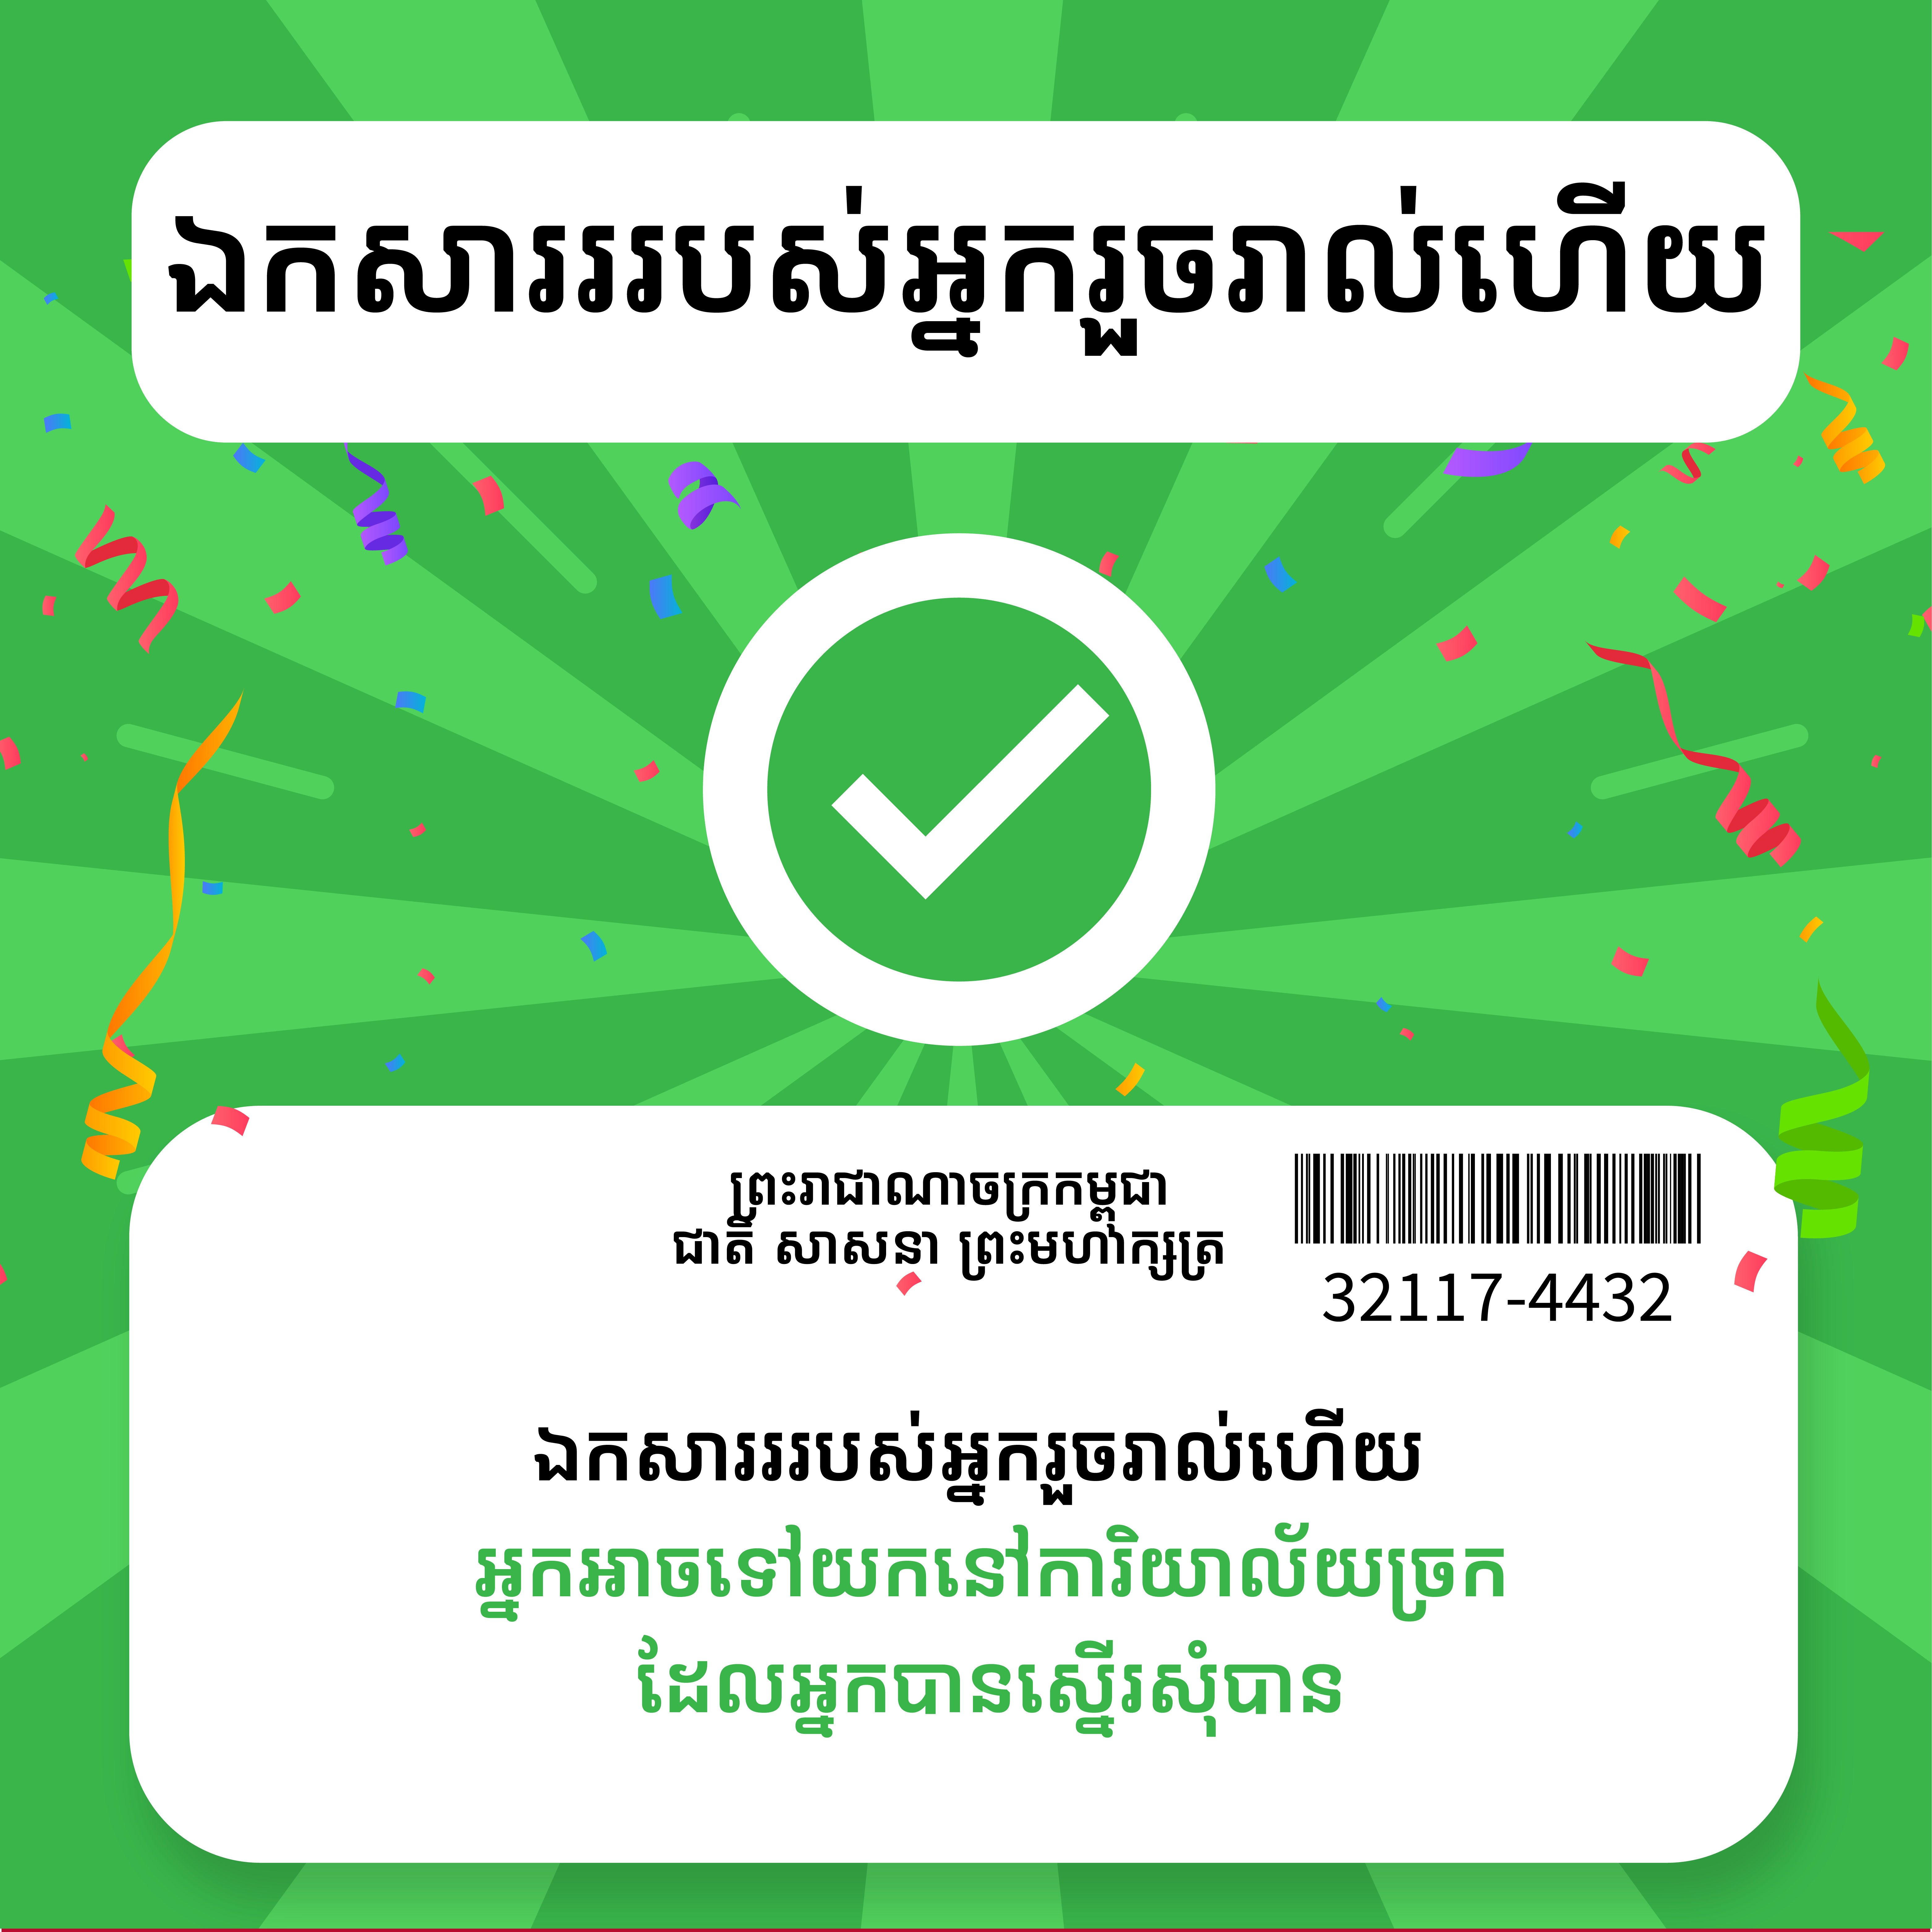 ឯកសាររបស់អ្នករួចរាល់ហើយ
ព្រះរាជាណាចក្រកម្ពុជា
ជាតិ សាសនា ព្រះមហាក្សត្រ
32117-4432
ឯកសាររបស់អ្នករួចរាល់ហើយ
អ្នកអាចទៅយកនៅការិយាល័យច្រក
ដែលអ្នកបានស្នើរសុំបាន